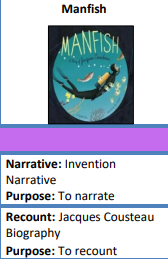 Manfish
MANFISH
Narrative: Invention
Narrative
Purpose: To narrate
Recount: Jacques Cousteau
Biography
Purpose: To recount